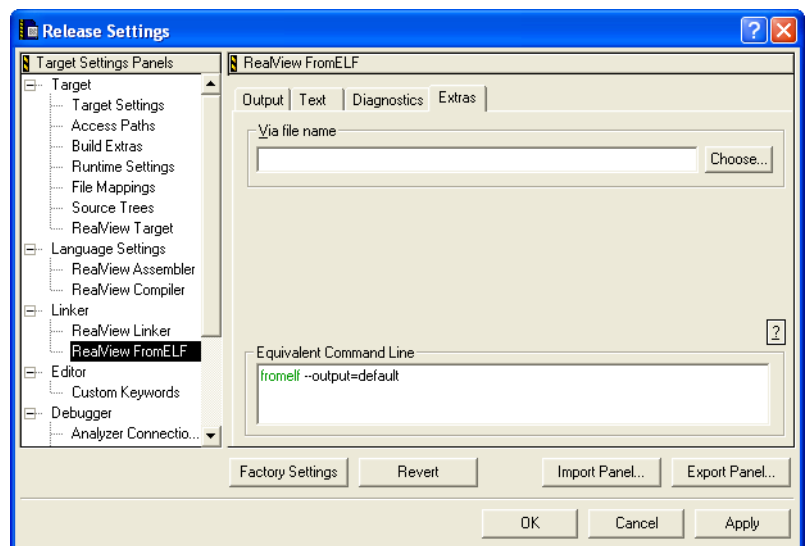 Release Settings
Target Settings Panels
Target
Target Settings
Access Paths
Build Extras
Runtime Settings
File Mappings
Source Trees
RealView Target
Language Settings
RealView Assembler
RealView Compiler
Linker
RealView Linker
RealView FromELF
Editor
Custom Keywords
Debugger
Analyzer Connectio...
RealView FromELF
Output Text Diagnostics Extras
Via file name
Choose...
?
Equivalent Command Line
fromelf --output=default
Factory Settings Revert Import Panel... Export Panel...
OK Cancel Apply